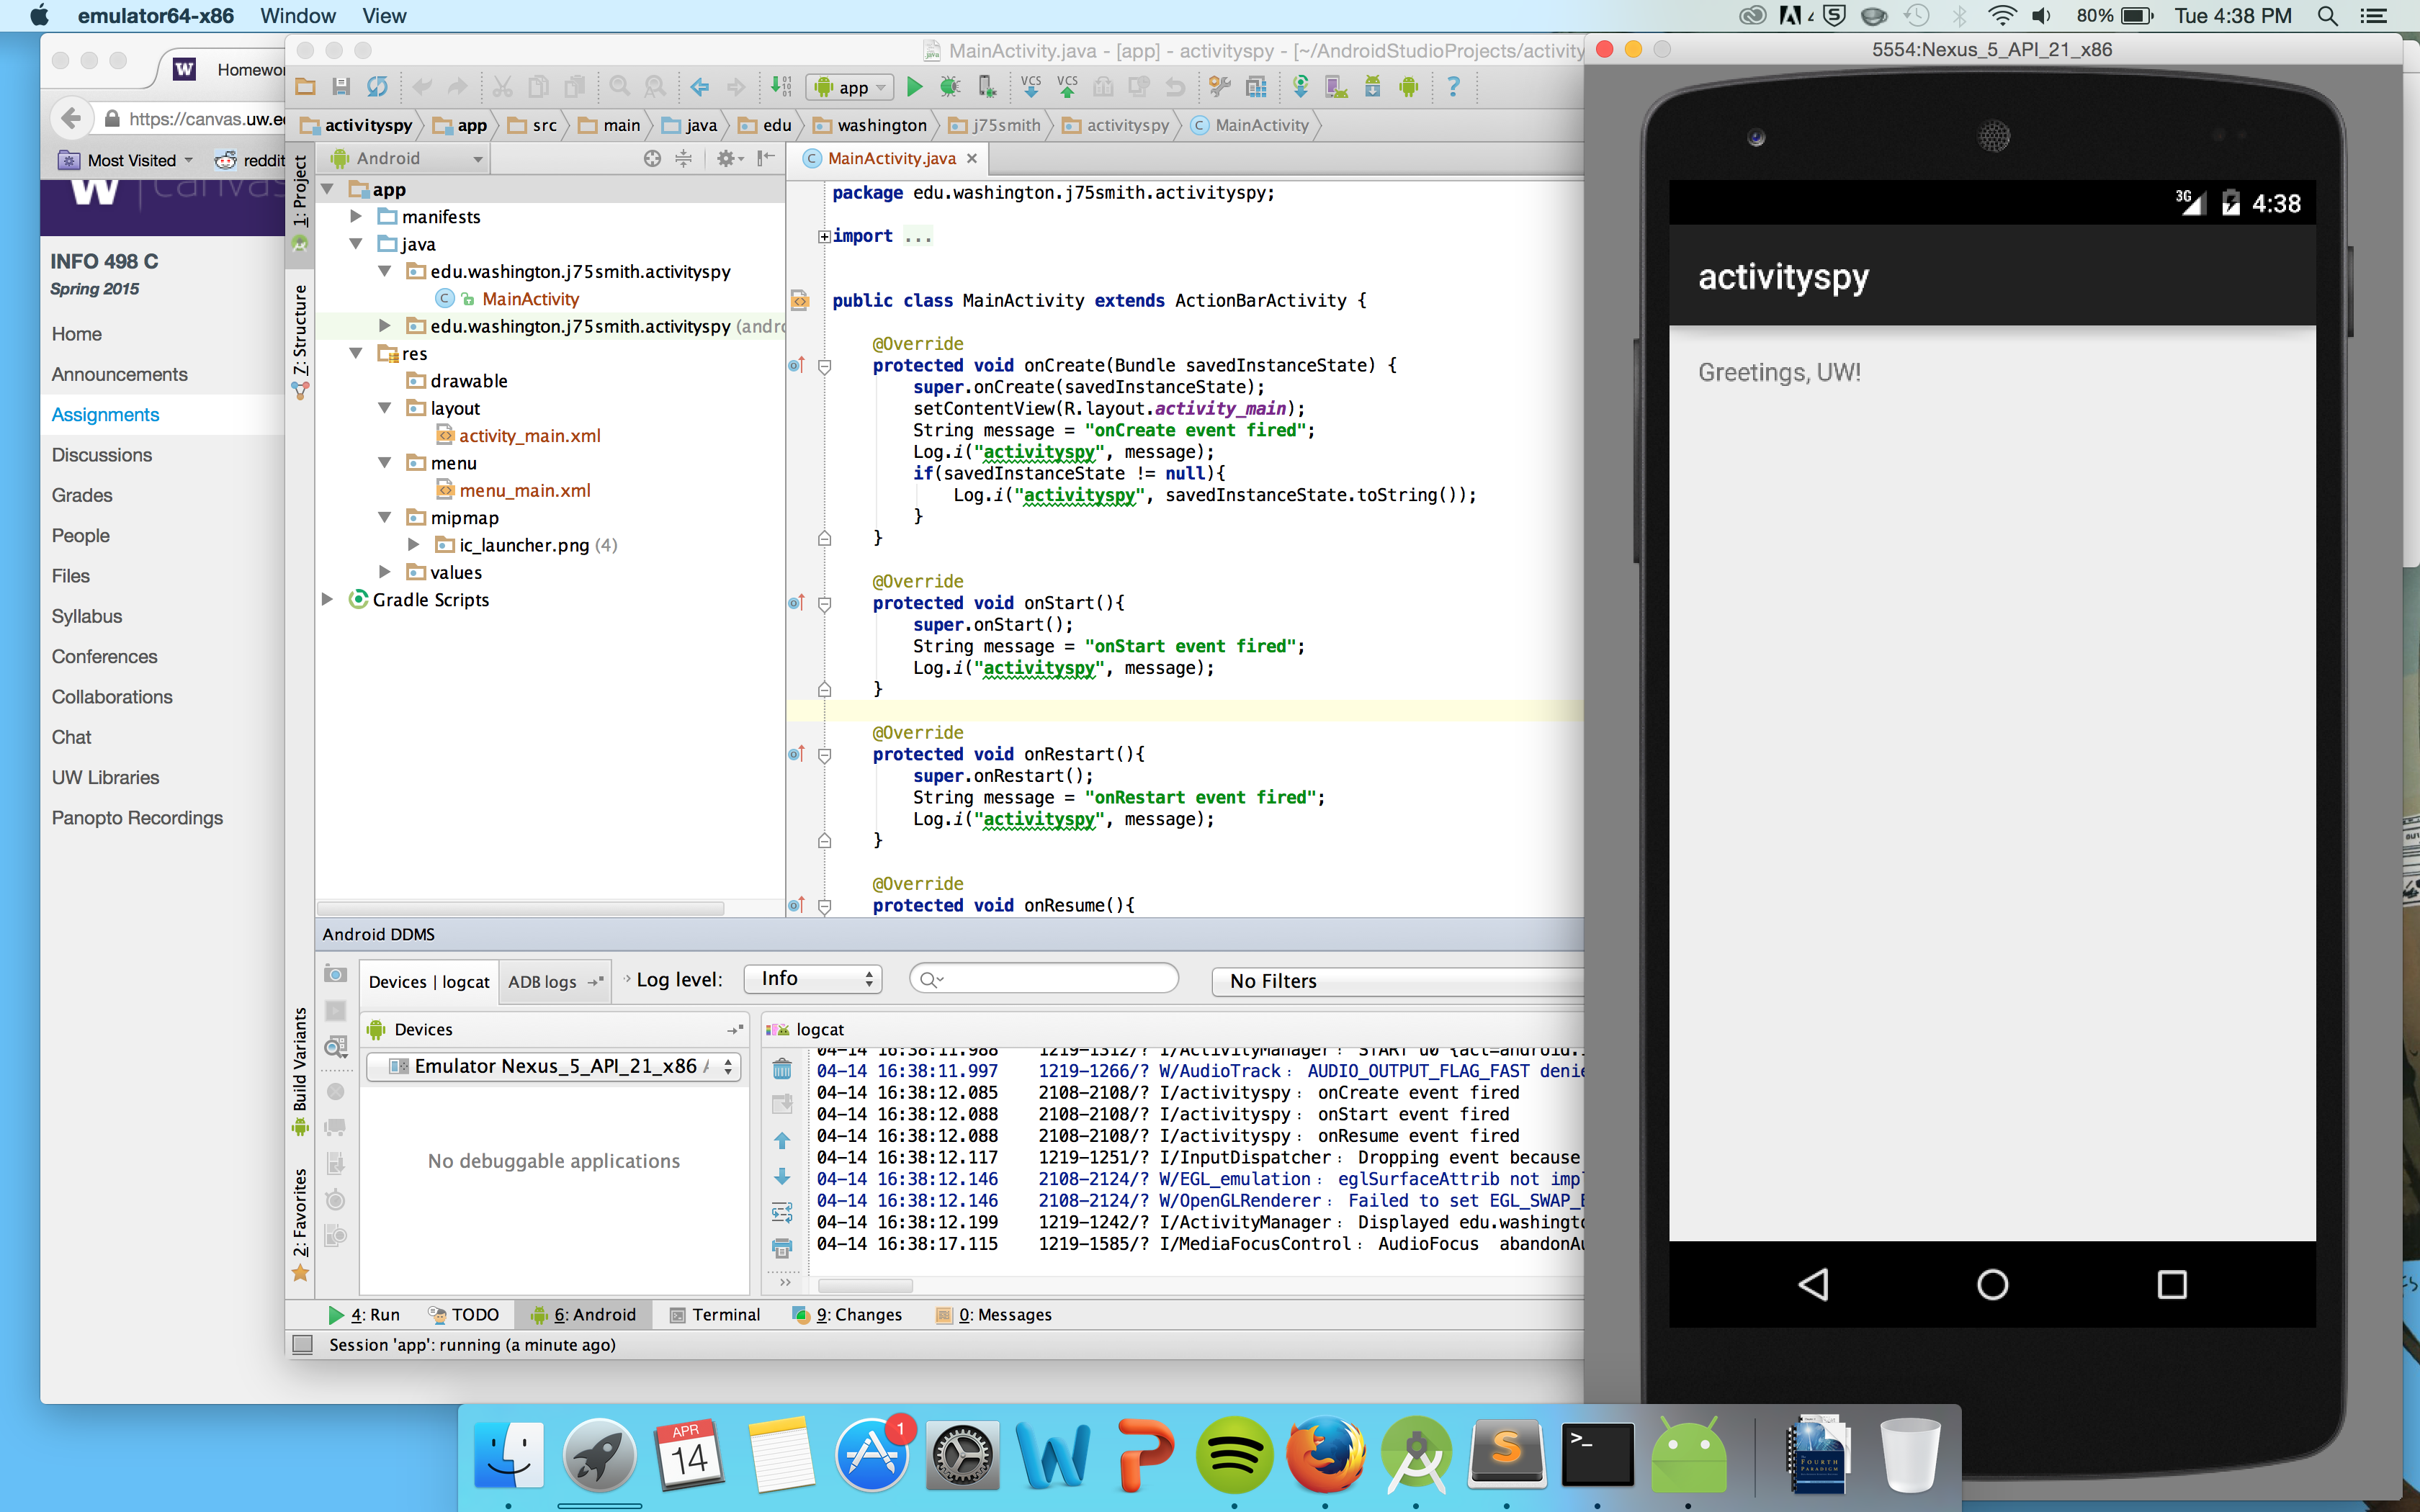 emulator64-x86 Window View
4 80% Tue 4:38 PM
W Homewor
https://canvas.uw.e
Most Visited reddit
W canvas
INFO 498 C
Spring 2015
Home
Announcements
Assignments
Discussions
Grades
People
Files
Syllabus
Conferences
Collaborations
Chat
UW Libraries
Panopto Recordings
MainActivity.java - [app] - activityspy - [~/AndroidStudioProjects/activity
app VCS VCS ?
activityspy app src main java edu washington j75smith activityspy MainActivity
1: Project
7: Structure
Build Variants
2: Favorites
Android
app
manifests
java
edu.washington.j75smith.activityspy
MainActivity
edu.washington.j75smith.activityspy (andro
res
drawable
layout
activity_main.xml
menu
menu_main.xml
mipmap
ic_launcher.png (4)
values
Gradle Scripts
MainActivity.java
package edu.washington.j75smith.activityspy;
import ...
public class MainActivity extends ActionBarActivity {
@Override
protected void onCreate(Bundle savedInstanceState) {
super.onCreate(savedInstanceState);
setContentView(R.layout.activity_main);
String message = "onCreate event fired";
Log.i("activityspy", message);
if(savedInstanceState != null){
Log.i("activityspy", savedInstanceState.toString());
}
}
@Override
protected void onStart(){
super.onStart();
String message = "onStart event fired";
Log.i("activityspy", message);
}
@Override
protected void onRestart(){
super.onRestart();
String message = "onRestart event fired";
Log.i("activityspy", message);
}
@Override
protected void onResume(){
Android DDMS
Devices | logcat ADB logs Log level: Info No Filters
Devices
Emulator Nexus_5_API_21_x86
No debuggable applications
logcat
04-14 16:38:11.988 1219-1312/? I/ActivityManager: START u0 {act=android.
04-14 16:38:11.997 1219-1266/? W/AudioTrack: AUDIO_OUTPUT_FLAG_FAST denie
04-14 16:38:12.085 2108-2108/? I/activityspy: onCreate event fired
04-14 16:38:12.088 2108-2108/? I/activityspy: onStart event fired
04-14 16:38:12.088 2108-2108/? I/activityspy: onResume event fired
04-14 16:38:12.117 1219-1251/? I/InputDispatcher: Dropping event because
04-14 16:38:12.146 2108-2124/? W/EGL_emulation: eglSurfaceAttrib not imp
04-14 16:38:12.146 2108-2124/? W/OpenGLRenderer: Failed to set EGL_SWAP_
04-14 16:38:12.199 1219-1242/? I/ActivityManager: Displayed edu.washingto
04-14 16:38:17.115 1219-1585/? I/MediaFocusControl: AudioFocus abandonAu
4: Run TODO 6: Android Terminal 9: Changes 0: Messages
Session 'app': running (a minute ago)
5554:Nexus_5_API_21_x86
3G 4:38
activityspy
Greetings, UW!
APR
14
1
FOURTH
PARADIGM